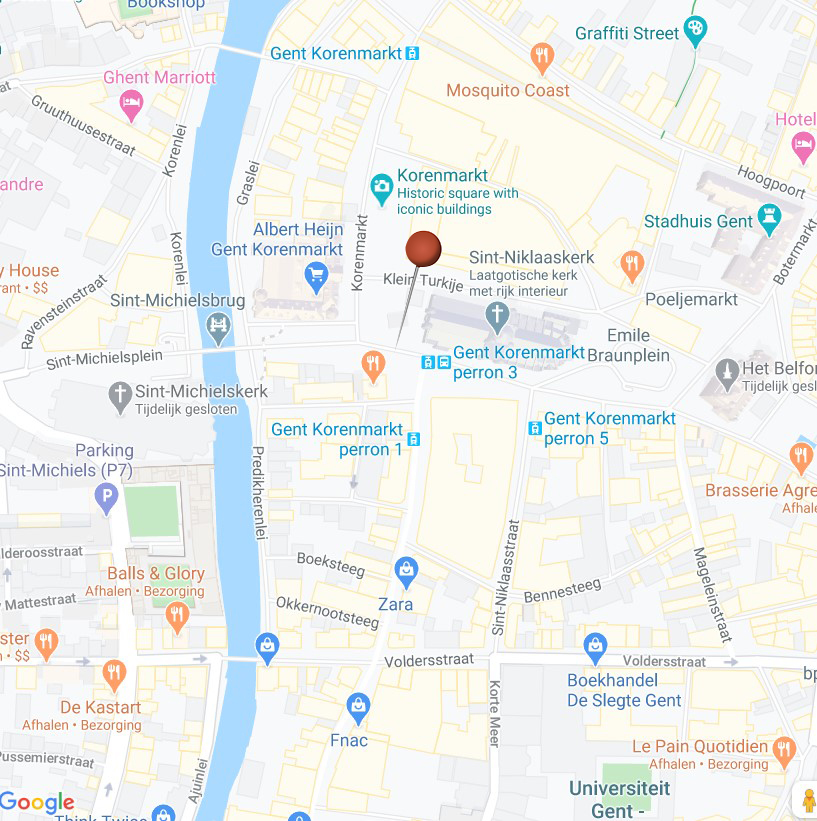 Bookshop
Gent Korenmarkt
Graffiti Street
Ghent Marriott
Mosquito Coast
Gruuthuusestraat
Korenlei
Hotel
Graslei
Korenmarkt
Historic square with
iconic buildings
Hoogpoort
andre
Albert Heijn
Gent Korenmarkt
Korenmarkt
Stadhuis Gent
Botermarkt
Korenlei
Sint-Niklaaskerk
Laatgotische kerk
met rijk interieur
y House
rant • $$
Klein Turkije
Ravensteinstraat
Sint-Michielsbrug
Poeljemarkt
Emile
Braunplein
Sint-Michielsplein
Gent Korenmarkt
perron 3
Het Belfor
Tijdelijk gesl
Sint-Michielskerk
Tijdelijk gesloten
Gent Korenmarkt
perron 1
Gent Korenmarkt
perron 5
Parking
Sint-Michiels (P7)
P
Predikherenlei
Brasserie Agre
Afhale
alderoosstraat
Boeksteeg
Sint-Niklaasstraat
Mageleinstraat
Balls & Glory
Afhalen • Bezorging
Bennesteeg
Mattestraat
Zara
Okkernootsteeg
ster
n • $$
Voldersstraat
Voldersstraat
bp
De Kastart
Afhalen • Bezorging
Boekhandel
De Slegte Gent
Korte Meer
Fnac
Le Pain Quotidien
Afhalen • Bezorging
Pussemierstraat
Ajuinlei
Universiteit
Gent -
Google
Think Twice